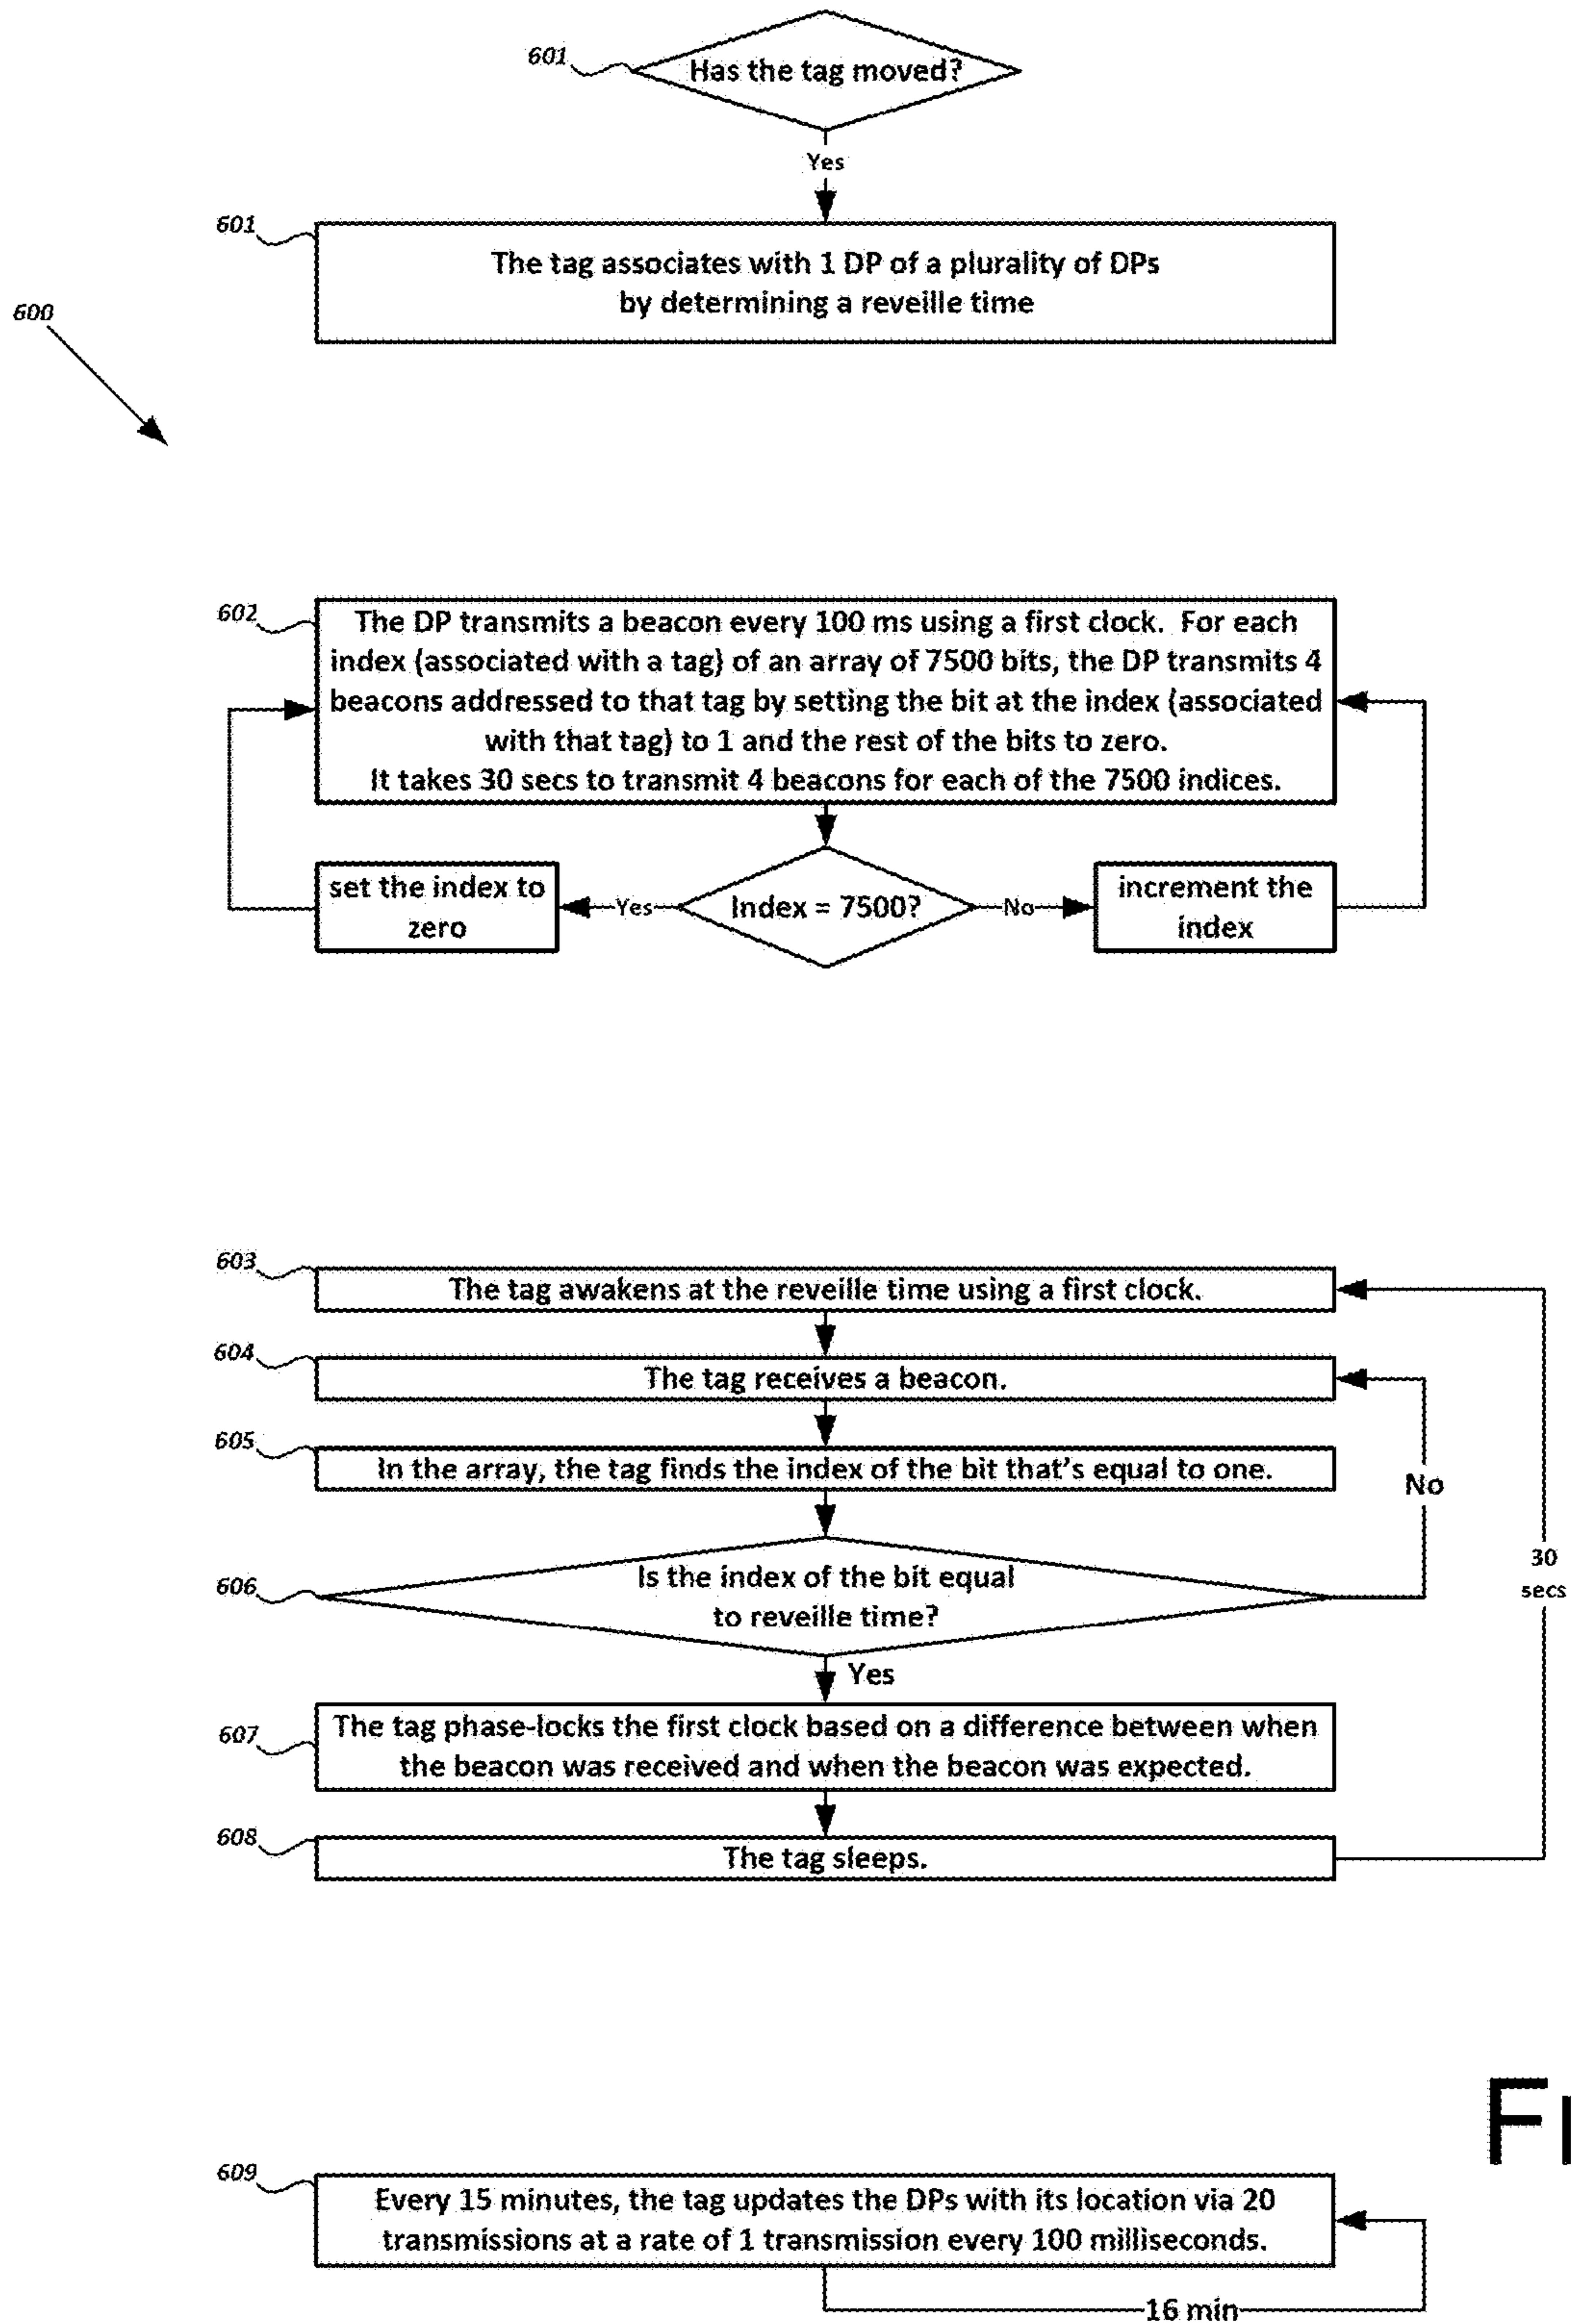 601
Has the tag moved?
Yes
601
The tag associates with 1 DP of a plurality of DPs
by determining a reveille time
600
602
The DP transmits a beacon every 100 ms using a first clock. For each
index (associated with a tag) of an array of 7500 bits, the DP transmits 4
beacons addressed to that tag by setting the bit at the index (associated
with that tag) to 1 and the rest of the bits to zero.
It takes 30 secs to transmit 4 beacons for each of the 7500 indices.
set the index to
zero
Yes
Index = 7500?
No
increment the
index
603
The tag awakens at the reveille time using a first clock.
604
The tag receives a beacon.
605
In the array, the tag finds the index of the bit that's equal to one.
No
606
Is the index of the bit equal
to reveille time?
30
secs
Yes
607
The tag phase-locks the first clock based on a difference between when
the beacon was received and when the beacon was expected.
608
The tag sleeps.
FI
609
Every 15 minutes, the tag updates the DPs with its location via 20
transmissions at a rate of 1 transmission every 100 milliseconds.
16 min